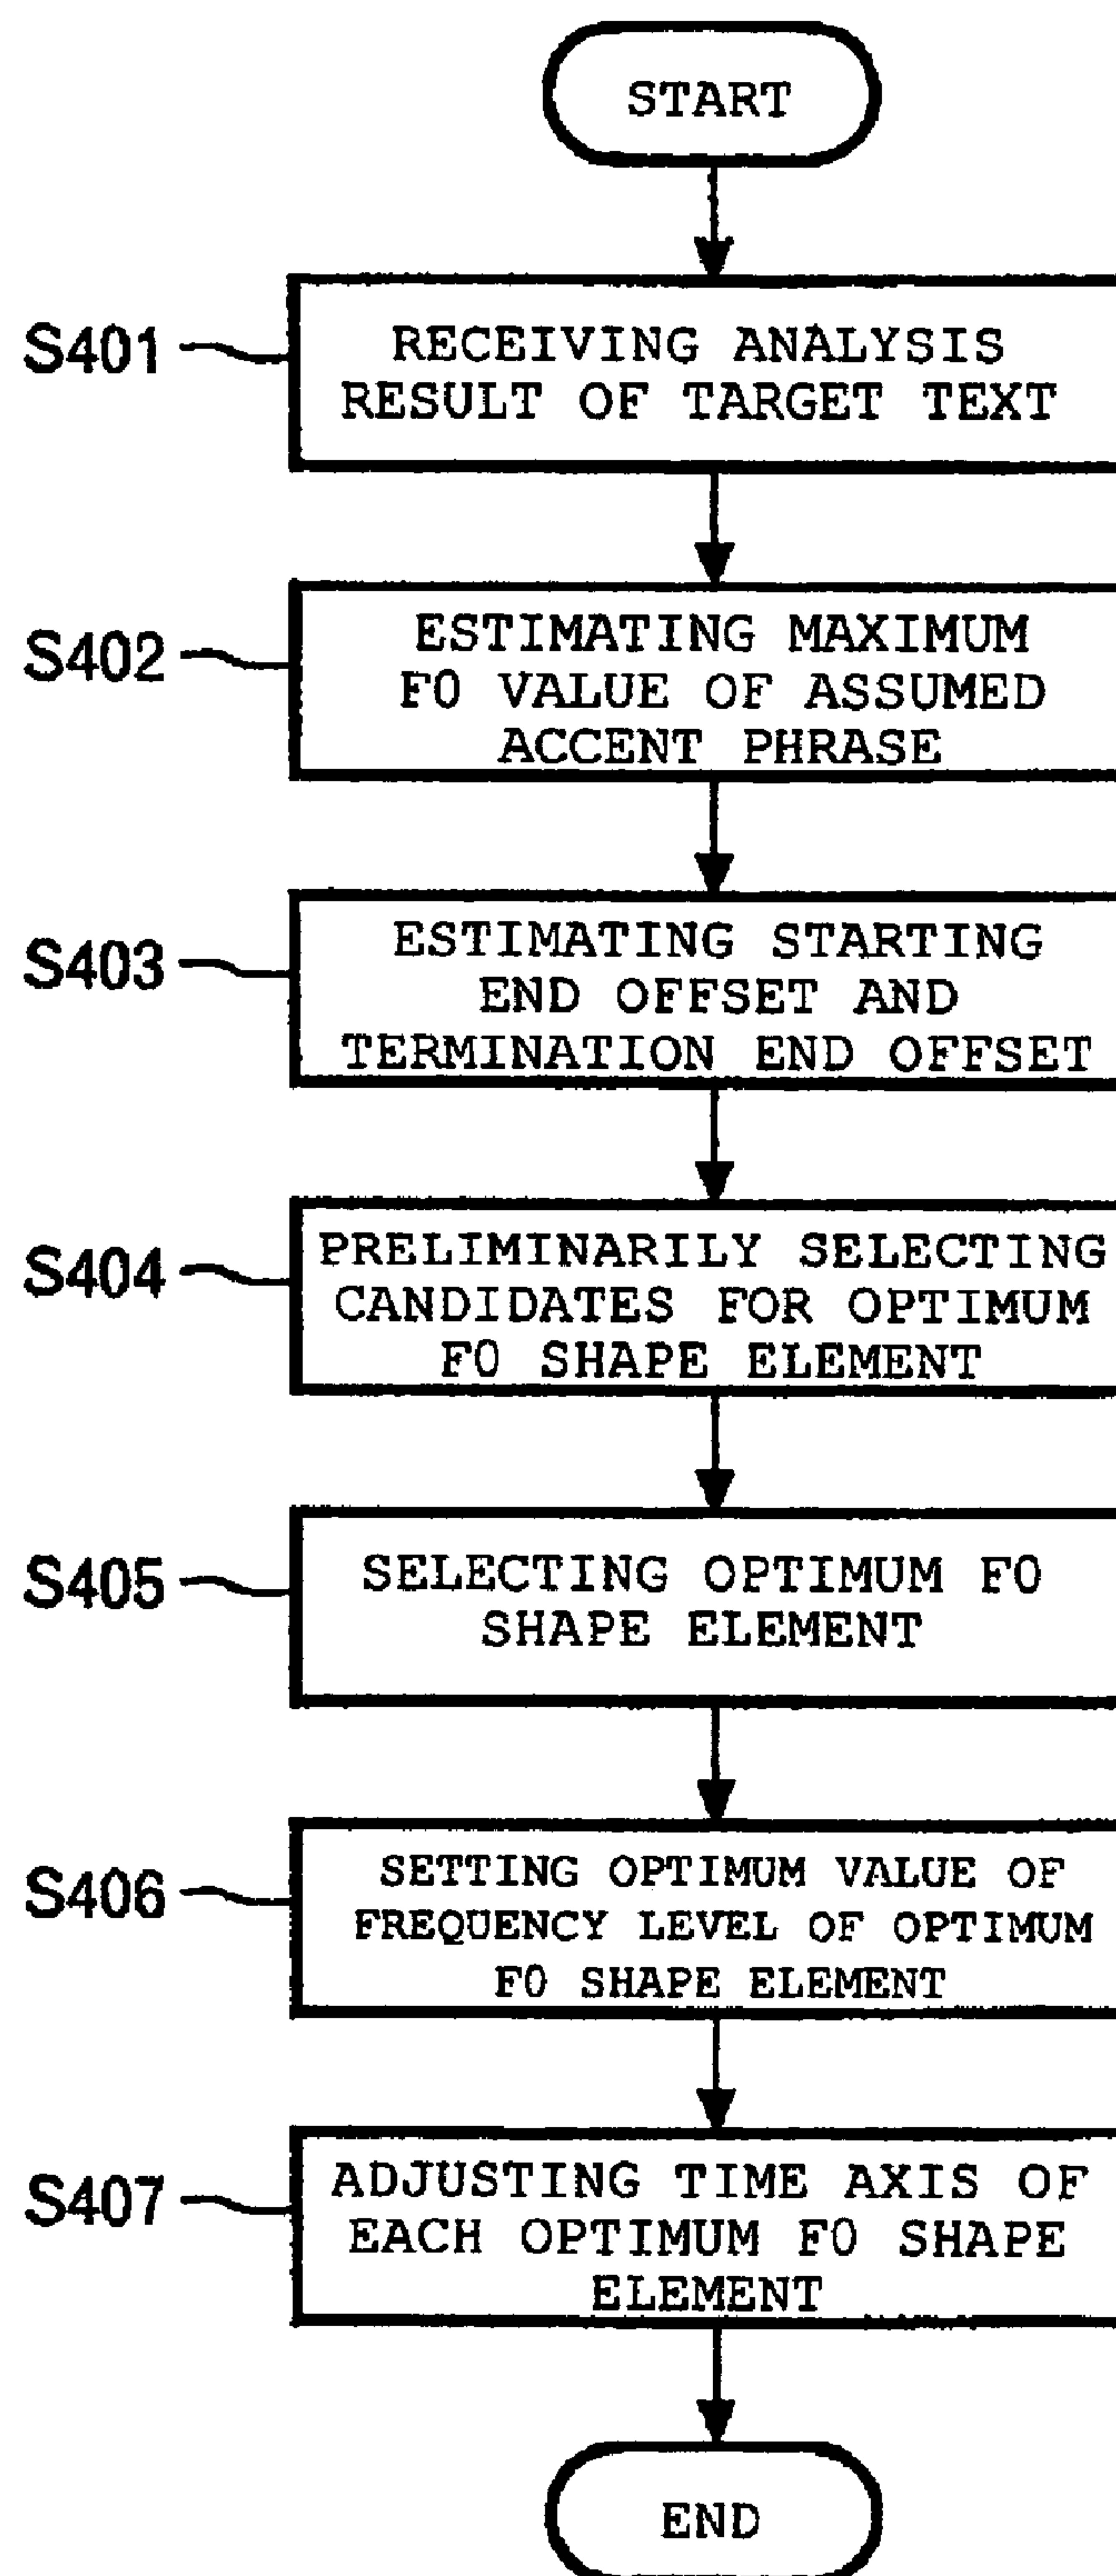 START
S401
RECEIVING ANALYSIS
RESULT OF TARGET TEXT
S402
ESTIMATING MAXIMUM
F0 VALUE OF ASSUMED
ACCENT PHRASE
S403
ESTIMATING STARTING
END OFFSET AND
TERMINATION END OFFSET
S404
PRELIMINARILY SELECTING
CANDIDATES FOR OPTIMUM
F0 SHAPE ELEMENT
S405
SELECTING OPTIMUM F0
SHAPE ELEMENT
S406
SETTING OPTIMUM VALUE OF
FREQUENCY LEVEL OF OPTIMUM
F0 SHAPE ELEMENT
S407
ADJUSTING TIME AXIS OF
EACH OPTIMUM F0 SHAPE
ELEMENT
END